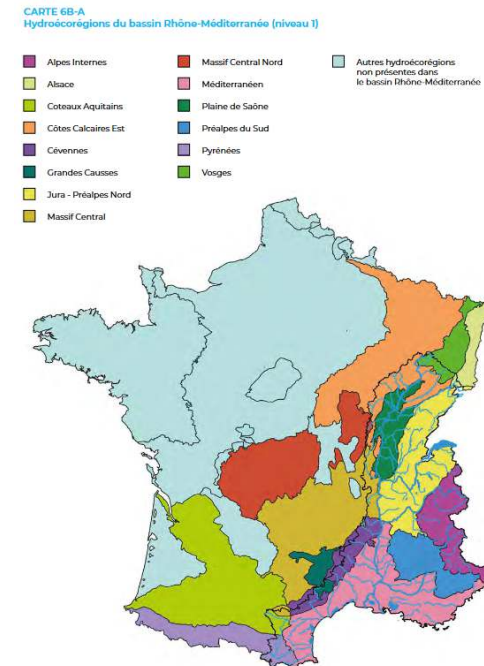 CARTE 6B-A
Hydroécorégions du bassin Rhône-Méditerranée (niveau 1)
Alpes Internes
Alsace
Coteaux Aquitains
Côtes Calcaires Est
Cévennes
Grandes Causses
Jura - Préalpes Nord
Massif Central
Massif Central Nord
Méditerranéen
Plaine de Saône
Préalpes du Sud
Pyrénées
Vosges
Autres hydroécorégions
non présentes dans
le bassin Rhône-Méditerranée